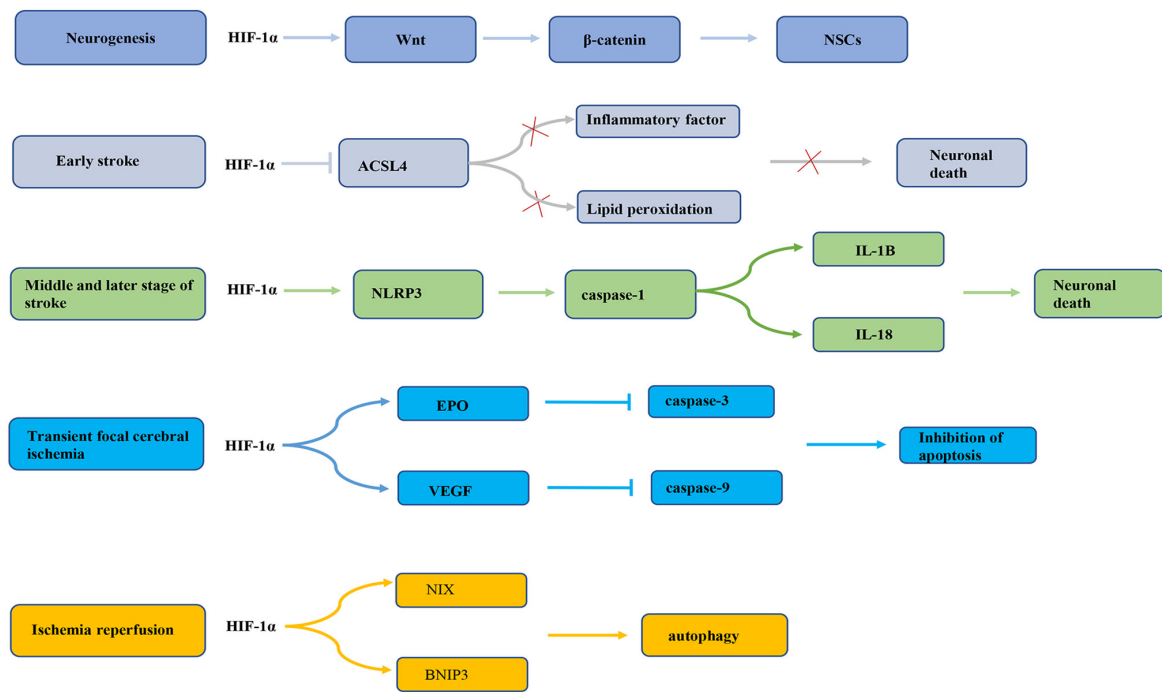 Neurogenesis
HIF-1α
Wnt
β-catenin
NSCs
Early stroke
HIF-1α
ACSL4
Inflammatory factor
Lipid peroxidation
Neuronal
death
Middle and later stage of
stroke
HIF-1α
NLRP3
caspase-1
IL-1B
IL-18
Neuronal
death
Transient focal cerebral
ischemia
HIF-1α
EPO
caspase-3
VEGF
caspase-9
Inhibition of
apoptosis
Ischemia reperfusion
HIF-1α
NIX
BNIP3
autophagy